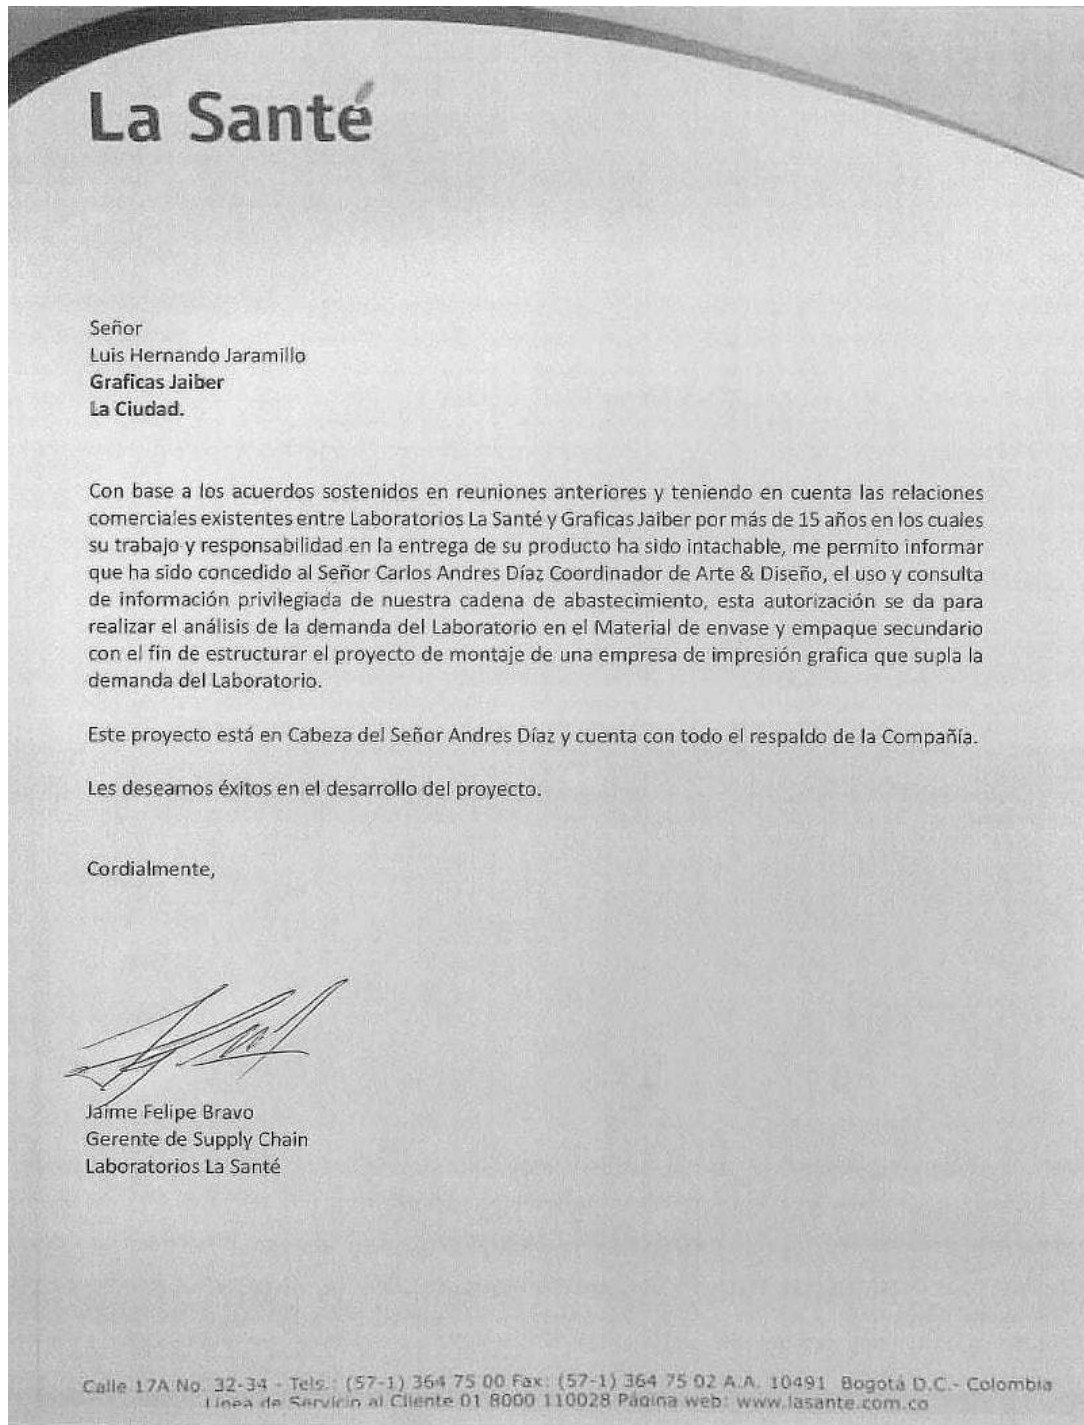 La Santé
Señor
Luis Hernando Jaramillo
Graficas Jaiber
La Ciudad.
Con base a los acuerdos sostenidos en reuniones anteriores y teniendo en cuenta las relaciones
comerciales existentes entre Laboratorios La Santé y Graficas Jaiber por más de 15 años en los cuales
su trabajo y responsabilidad en la entrega de su producto ha sido intachable, me permito informar
que ha sido concedido al Señor Carlos Andres Díaz Coordinador de Arte & Diseño, el uso y consulta
de información privilegiada de nuestra cadena de abastecimiento, esta autorización se da para
realizar el análisis de la demanda del Laboratorio en el Material de envase y empaque secundario
con el fin de estructurar el proyecto de montaje de una empresa de impresión grafica que supla la
demanda del Laboratorio.
Este proyecto está en Cabeza del Señor Andres Díaz y cuenta con todo el respaldo de la Compañía.
Les deseamos éxitos en el desarrollo del proyecto.
Cordialmente,
Jaime Felipe Bravo
Gerente de Supply Chain
Laboratorios La Santé
Calle 17A No. 32-34 - Tels.: (57-1) 364 75 00 Fax: (57-1) 364 75 02 A.A. 10491 Bogotá D.C.- Colombia
Línea de Servicio al Cliente 01 8000 110028 Página web: www.lasante.com.co